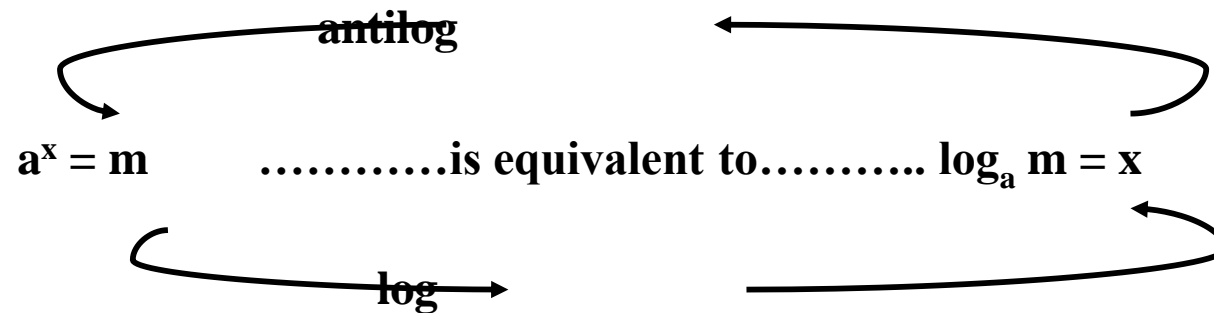 antilog
aˣ = m …………is equivalent to……….. logₐ m = x
log